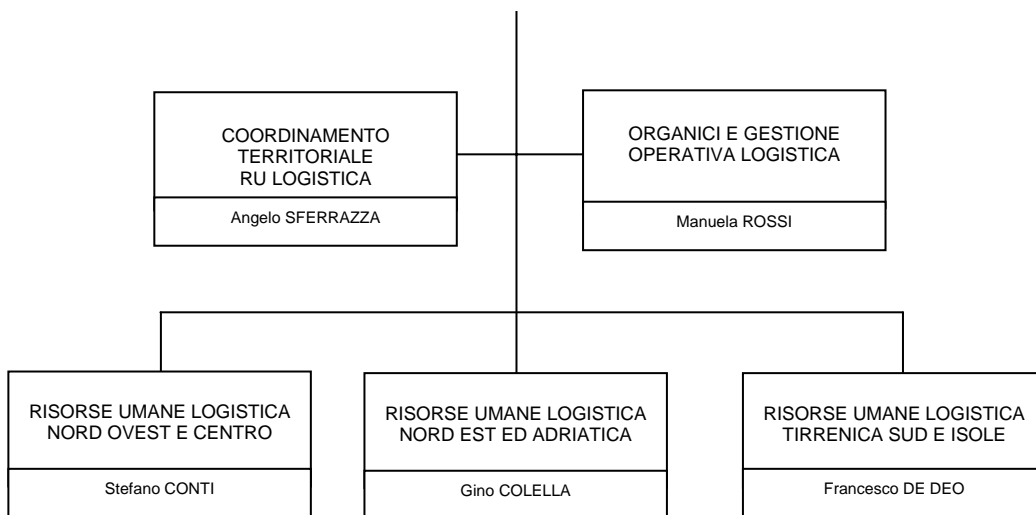 COORDINAMENTO
TERRITORIALE
RU LOGISTICA
Angelo SFERRAZZA
ORGANICI E GESTIONE
OPERATIVA LOGISTICA
Manuela ROSSI
RISORSE UMANE LOGISTICA
NORD OVEST E CENTRO
Stefano CONTI
RISORSE UMANE LOGISTICA
NORD EST ED ADRIATICA
Gino COLELLA
RISORSE UMANE LOGISTICA
TIRRENICA SUD E ISOLE
Francesco DE DEO